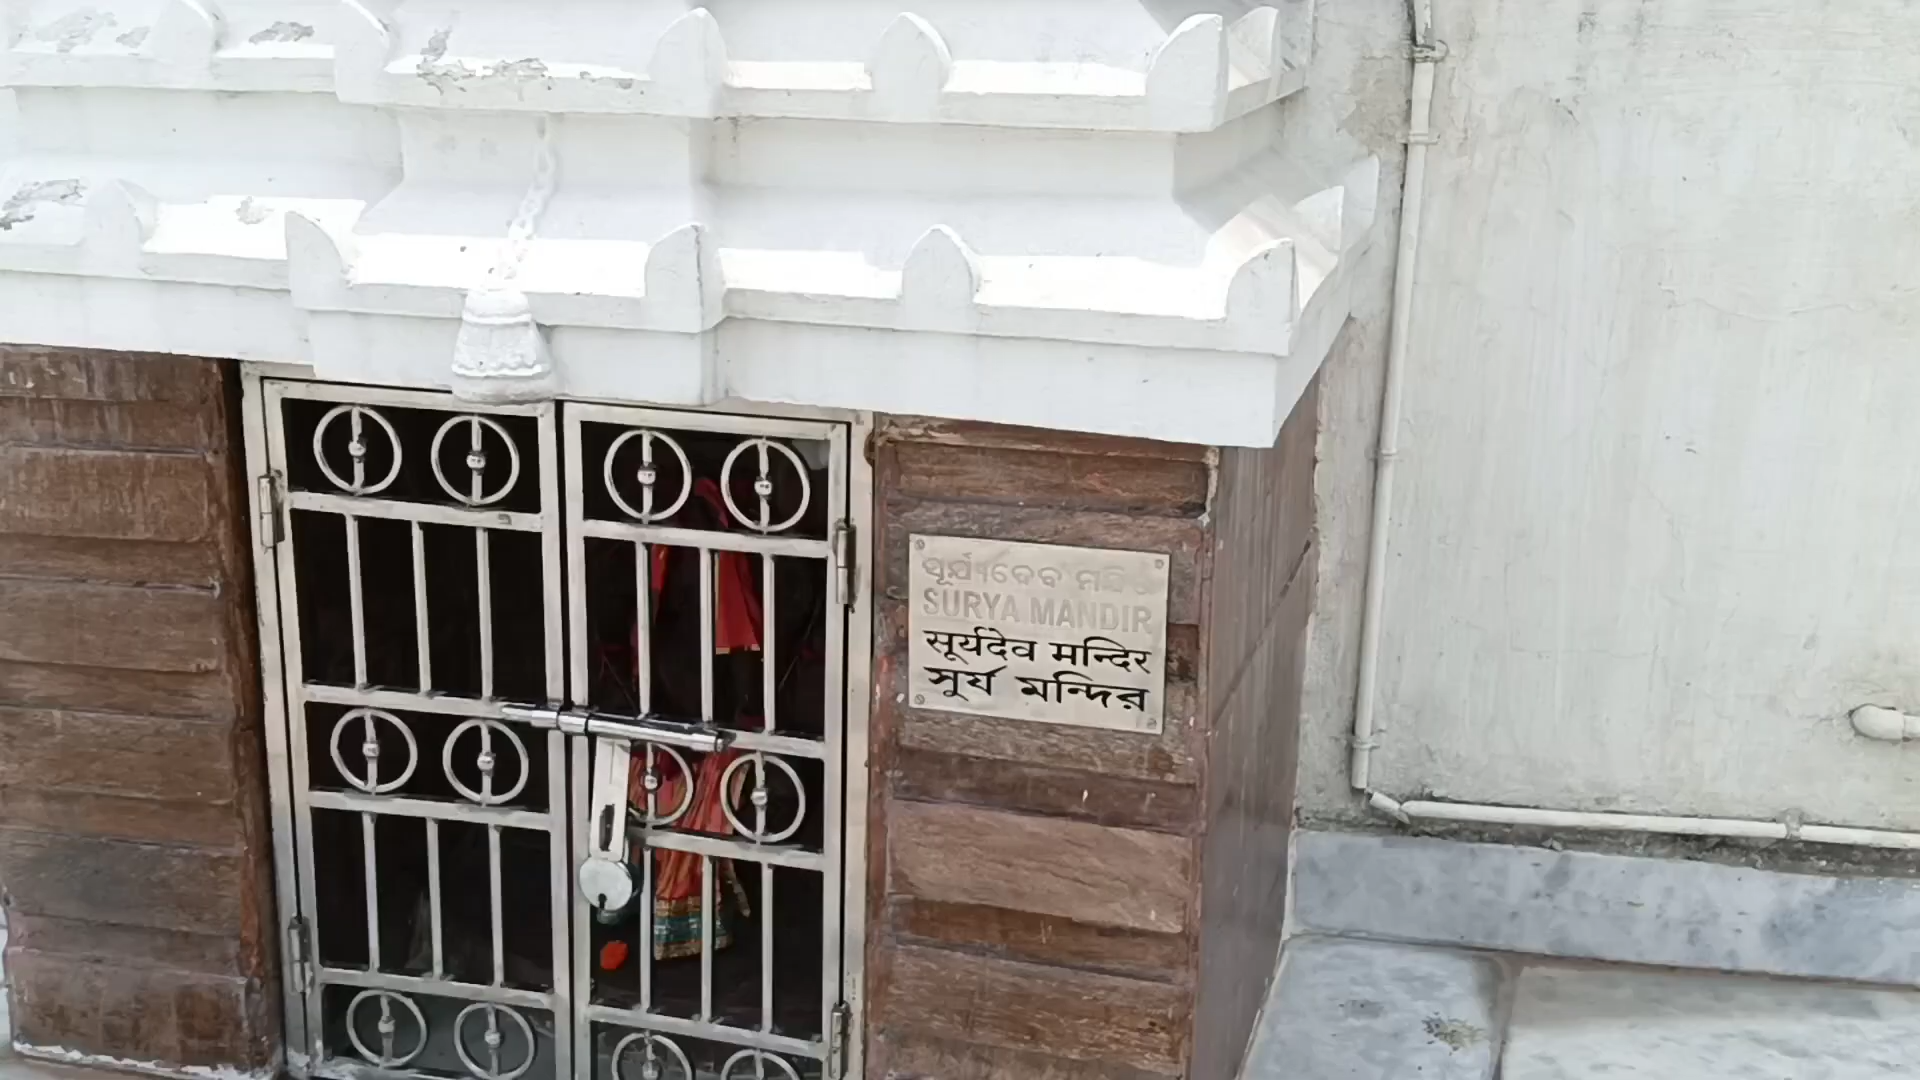 ସୂର୍ଯ୍ୟଦେବ ମନ୍ଦିର
SURYA MANDIR
सूर्यदेव मन्दिर
সূর্য মন্দির